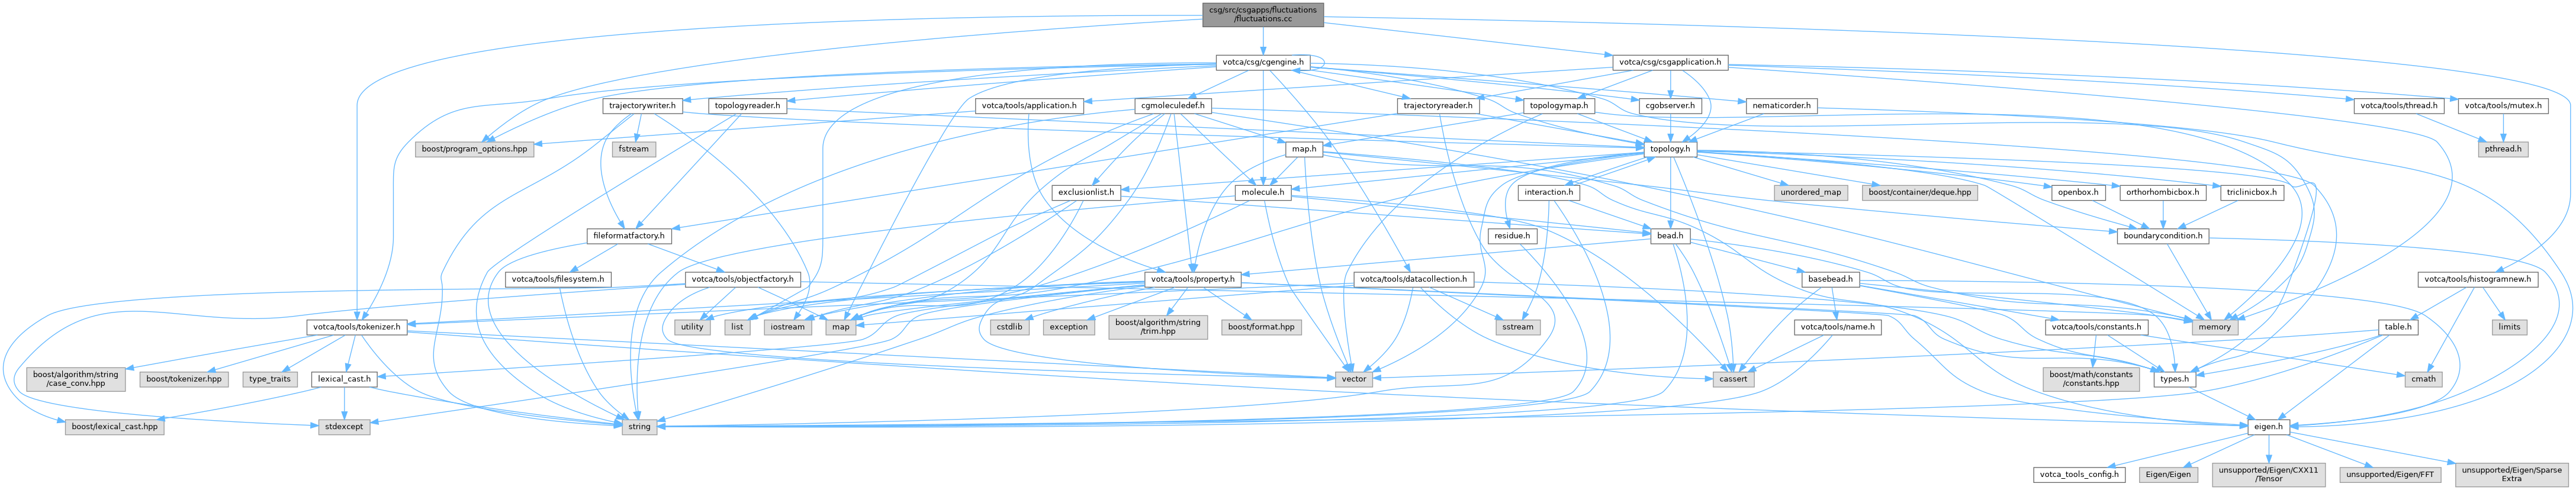 csg/src/csgapps/fluctuations
/fluctuations.cc
votca/csg/cgengine.h
votca/csg/csgapplication.h
trajectorywriter.h
topologyreader.h
votca/tools/application.h
cgmoleculedef.h
trajectoryreader.h
topologymap.h
cgobserver.h
nematicorder.h
votca/tools/thread.h
votca/tools/mutex.h
boost/program_options.hpp
fstream
map.h
topology.h
pthread.h
exclusionlist.h
molecule.h
interaction.h
unordered_map
boost/container/deque.hpp
openbox.h
orthorhombicbox.h
triclinicbox.h
fileformatfactory.h
residue.h
bead.h
boundarycondition.h
votca/tools/filesystem.h
votca/tools/objectfactory.h
votca/tools/property.h
votca/tools/datacollection.h
basebead.h
votca/tools/histogramnew.h
votca/tools/tokenizer.h
utility
list
iostream
map
cstdlib
exception
boost/algorithm/string
/trim.hpp
boost/format.hpp
sstream
votca/tools/name.h
votca/tools/constants.h
memory
table.h
limits
boost/algorithm/string
/case_conv.hpp
boost/tokenizer.hpp
type_traits
lexical_cast.h
vector
cassert
boost/math/constants
/constants.hpp
types.h
cmath
boost/lexical_cast.hpp
stdexcept
string
eigen.h
votca_tools_config.h
Eigen/Eigen
unsupported/Eigen/CXX11
/Tensor
unsupported/Eigen/FFT
unsupported/Eigen/Sparse
Extra